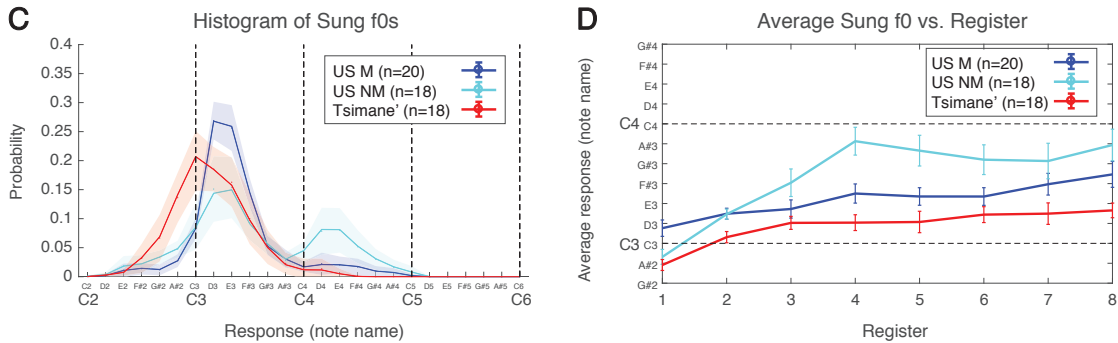 C
Histogram of Sung f0s
0.4
0.35
0.3
0.25
0.2
0.15
0.1
0.05
0
Probability
US M (n=20)
US NM (n=18)
Tsimane' (n=18)
C2 D2 E2 F#2 G#2 A#2 C3 D3 E3 F#3 G#3 A#3 C4 D4 E4 F#4 G#4 A#4 C5 D5 E5 F#5 G#5 A#5 C6
C2 C3 C4 C5 C6
Response (note name)
D
Average Sung f0 vs. Register
G#4
F#4
E4
D4
C4 C4
A#3
G#3
F#3
E3
D3
C3 C3
A#2
G#2
Average response (note name)
US M (n=20)
US NM (n=18)
Tsimane' (n=18)
1 2 3 4 5 6 7 8
Register